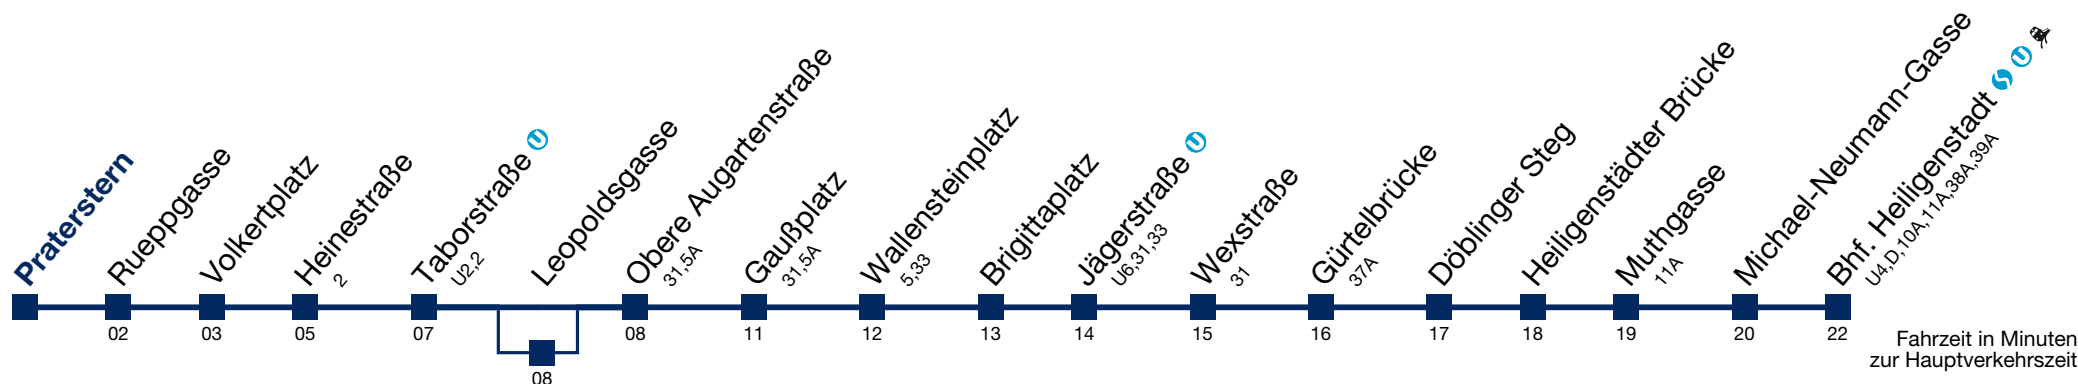 Praterstern
Rueppgasse
02
Volkertplatz
03
Heinestraße
2
05
Taborstraße
U2,2
07
Leopoldsgasse
08
Obere Augartenstraße
31,5A
08
Gaußplatz
31,5A
11
Wallensteinplatz
5,33
12
Brigittaplatz
13
Jägerstraße
U6,31,33
14
Wexstraße
31
15
Gürtelbrücke
37A
16
Döblinger Steg
17
Heiligenstädter Brücke
18
Muthgasse
11A
19
Michael-Neumann-Gasse
20
Bhf. Heiligenstadt
U4,D,10A,11A,38A,39A
22
Fahrzeit in Minuten
zur Hauptverkehrszeit